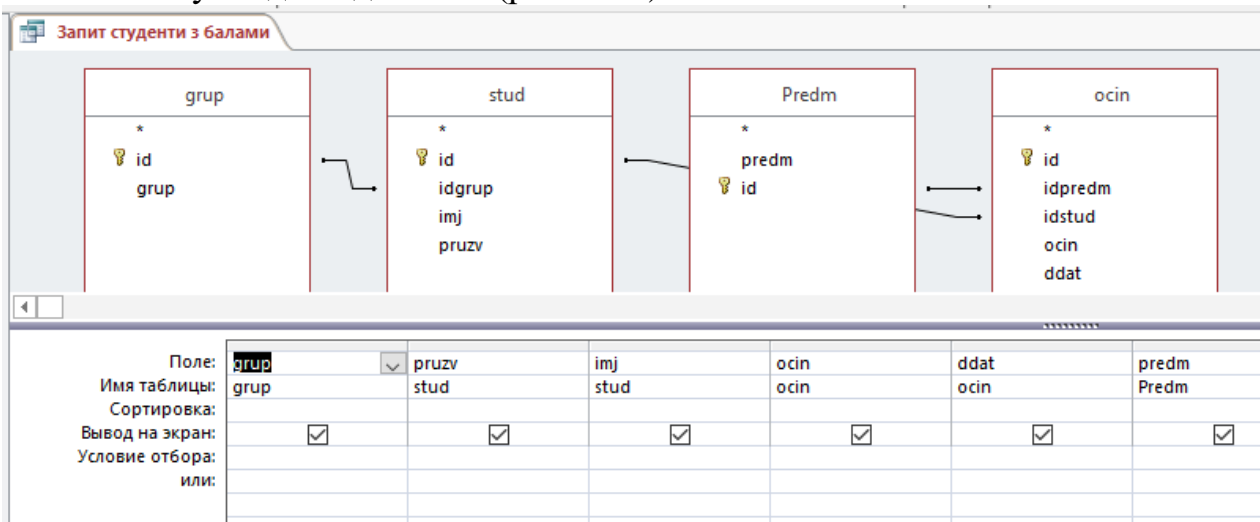 Запит студенти з балами
grup stud Predm ocin
* * * *
id id predm id
grup idgrup id idpredm
imj idstud
pruzv ocin
ddat
Поле: grup pruzv imj ocin ddat predm
Имя таблицы: grup stud stud ocin ocin Predm
Сортировка:
Вывод на экран:
Условие отбора:
или: